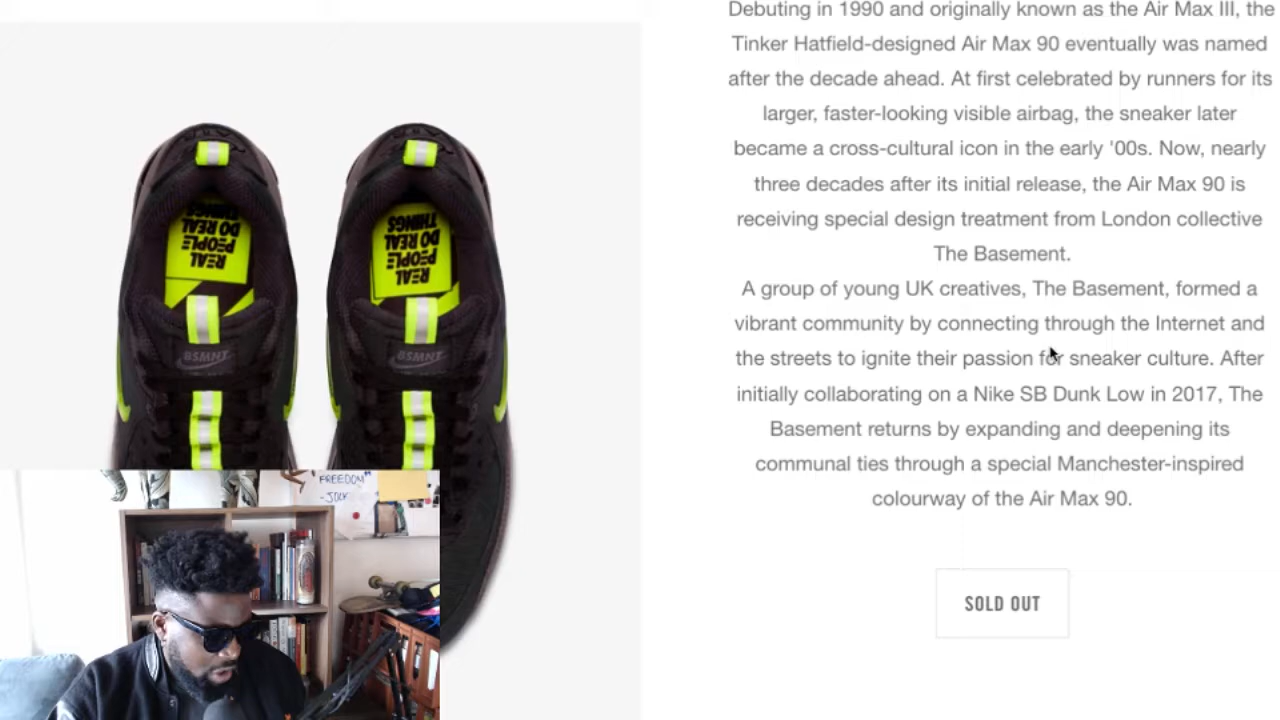 Debuting in 1990 and originally known as the Air Max III, the
Tinker Hatfield-designed Air Max 90 eventually was named
after the decade ahead. At first celebrated by runners for its
larger, faster-looking visible airbag, the sneaker later
became a cross-cultural icon in the early '00s. Now, nearly
three decades after its initial release, the Air Max 90 is
receiving special design treatment from London collective
The Basement.
A group of young UK creatives, The Basement, formed a
vibrant community by connecting through the Internet and
the streets to ignite their passion for sneaker culture. After
initially collaborating on a Nike SB Dunk Low in 2017, The
Basement returns by expanding and deepening its
communal ties through a special Manchester-inspired
colourway of the Air Max 90.
SOLD OUT
REAL
PEOPLE
DO REAL
THINGS
REAL
PEOPLE
DO REAL
THINGS
BSMNT
BSMNT
FREEDOM"